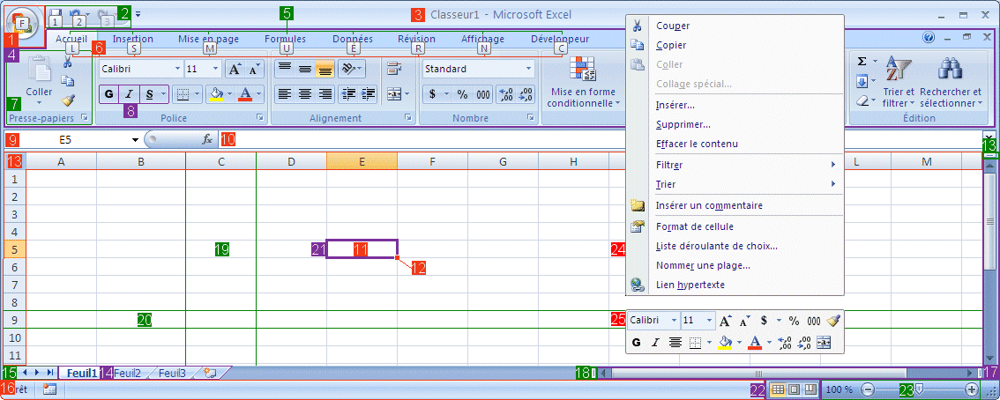 1 F 1 2 3 2 5 3 Classeur1 - Microsoft Excel
Accueil Insertion Mise en page Formules Données Révision Affichage Développeur
4 L 6 S M U É R N C
Coller
Calibri 11 A A
G I S A
7 8
Presse-papiers Police Alignement Nombre Édition
Standard
$ % 000 ,00 ,00
Mise en forme conditionnelle
Σ
Trier et filtrer
Rechercher et sélectionner
9 E5 fx 10 13
13 A B C D E F G H L M
1
2
3
4
5 19 21 11 24
6 12
7
8
9 20 25
10
11
Couper
Copier
Coller
Collage spécial...
Insérer...
Supprimer...
Effacer le contenu
Filtrer
Trier
Insérer un commentaire
Format de cellule
Liste déroulante de choix...
Nommer une plage...
Lien hypertexte
Calibri 11 A A $ % 000
G I A ,00 ,00
15 Feuil1 14 Feuil2 Feuil3 18 17
16 rêt 22 100 % 23